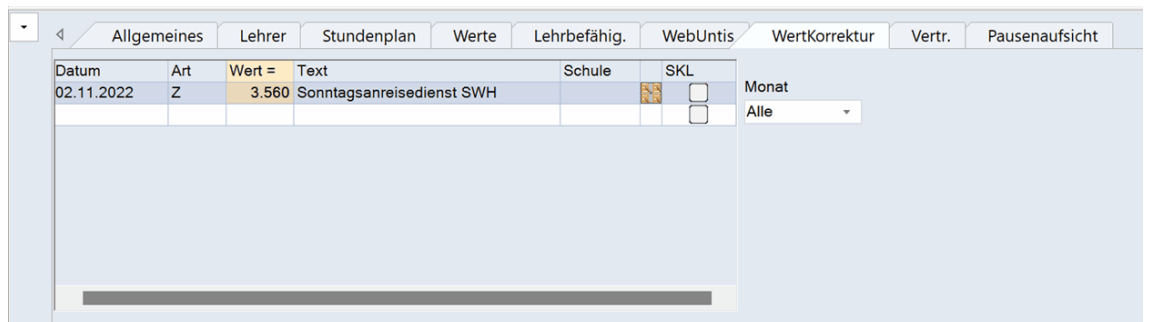 Allgemeines Lehrer Stundenplan Werte Lehrbefähig. WebUntis WertKorrektur Vertr. Pausenaufsicht
Datum Art Wert = Text Schule SKL
02.11.2022 Z 3.560 Sonntagsanreisedienst SWH
Monat
Alle